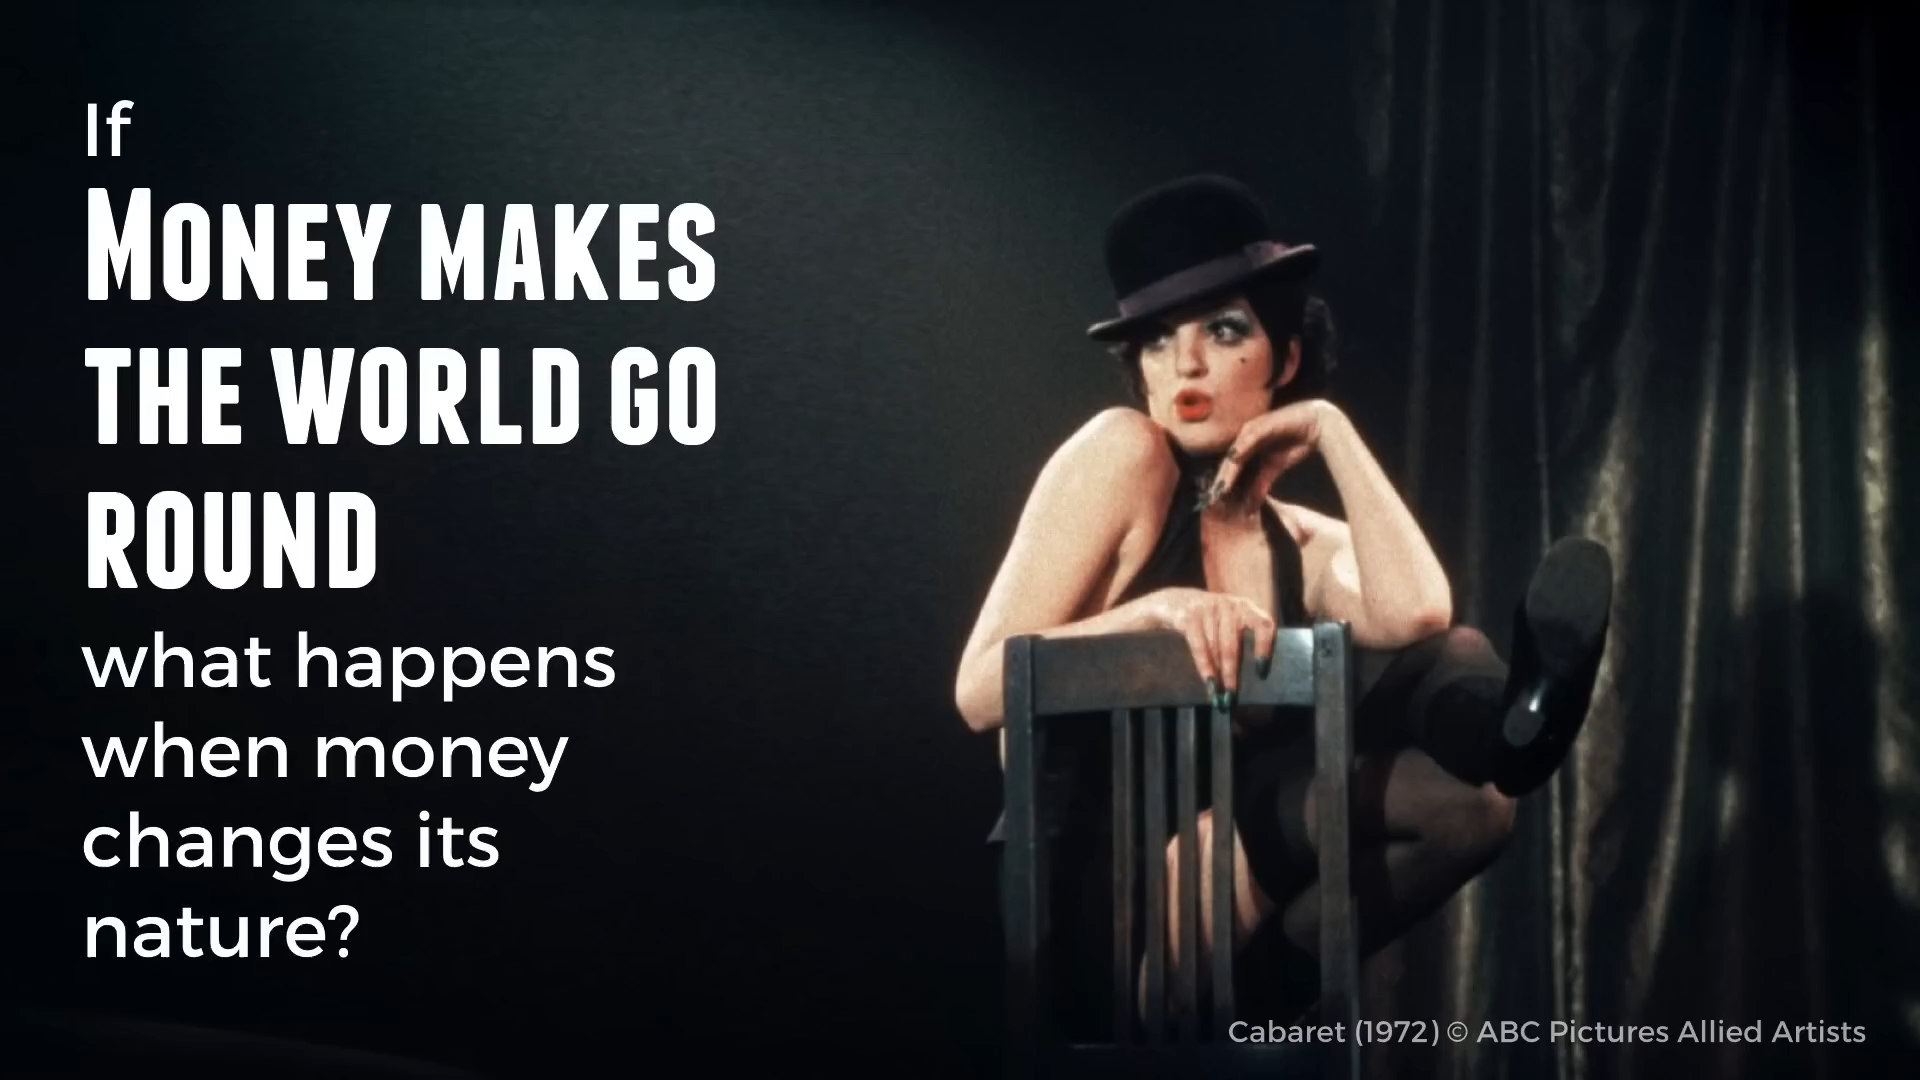 If
MONEY MAKES
THE WORLD GO
ROUND
what happens
when money
changes its
nature?
Cabaret (1972) © ABC Pictures Allied Artists